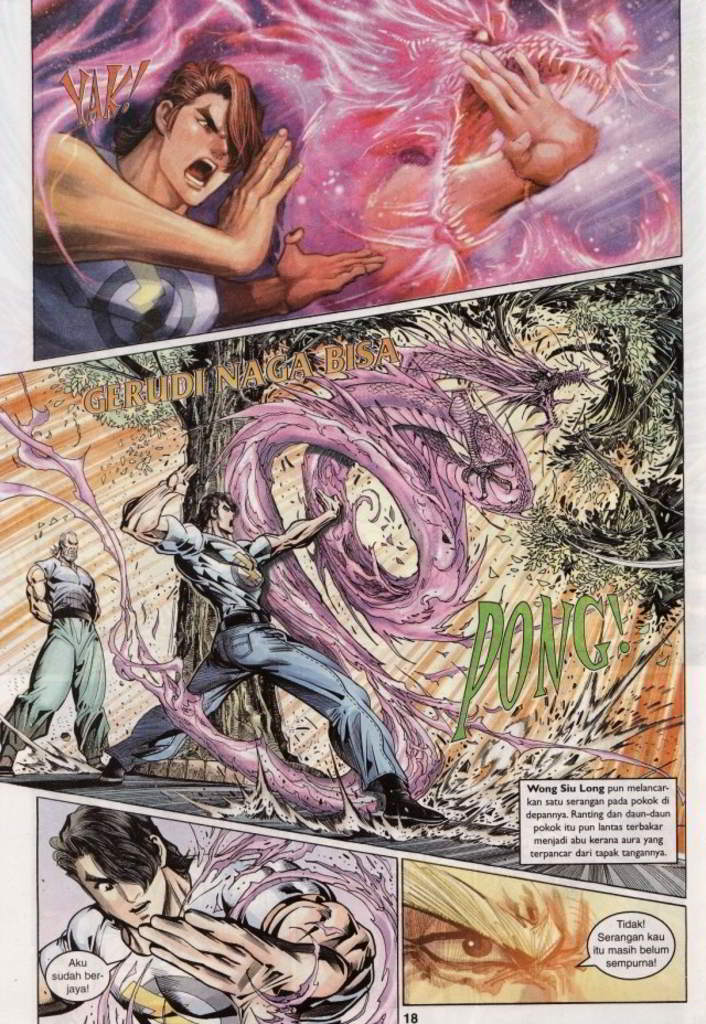 YAK!
GERUDI NAGA BISA
PONG!
Wong Siu Long pun melancar-
kan satu serangan pada pokok di
depannya. Ranting dan daun-daun
pokok itu pun lantas terbakar
menjadi abu kerana aura yang
terpancar dari tapak tangannya.
Aku
sudah ber-
jaya!
Tidak!
Serangan kau
itu masih belum
sempurna!
18